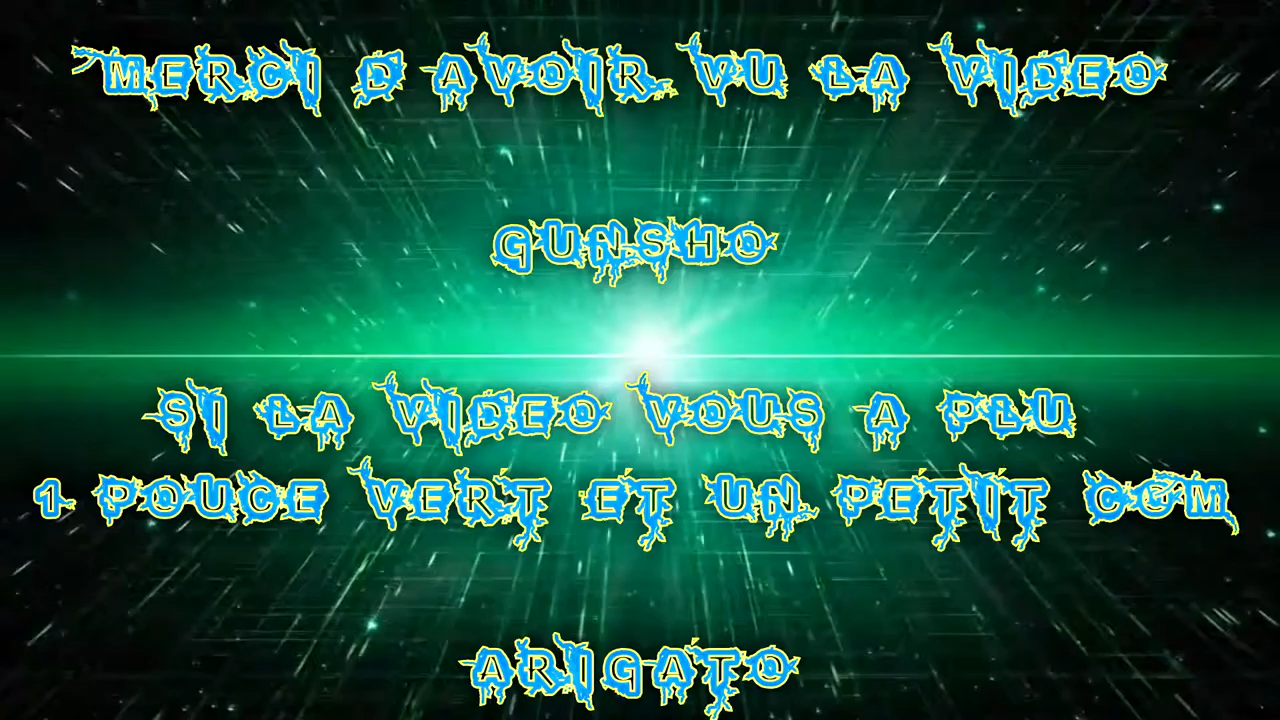 MERCI D AVOIR VU LA VIDEO
GUNSHO
SI LA VIDEO VOUS A PLU
1 POUCE VERT ET UN PETIT COM
ARIGATO